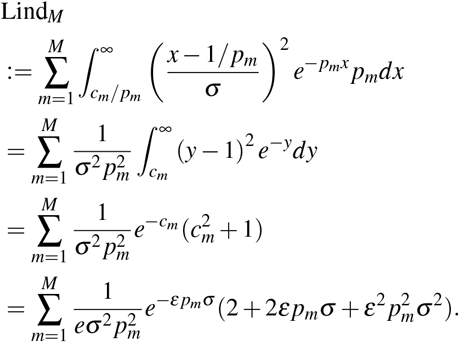 Lind_M
:= \sum_{m=1}^{M} \int_{c_m/p_m}^{\infty} \left( \frac{x - 1/p_m}{\sigma} \right)^2 e^{-p_m x} p_m dx
= \sum_{m=1}^{M} \frac{1}{\sigma^2 p_m^2} \int_{c_m}^{\infty} (y-1)^2 e^{-y} dy
= \sum_{m=1}^{M} \frac{1}{\sigma^2 p_m^2} e^{-c_m} (c_m^2 + 1)
= \sum_{m=1}^{M} \frac{1}{e \sigma^2 p_m^2} e^{-\varepsilon p_m \sigma} (2 + 2 \varepsilon p_m \sigma + \varepsilon^2 p_m^2 \sigma^2).